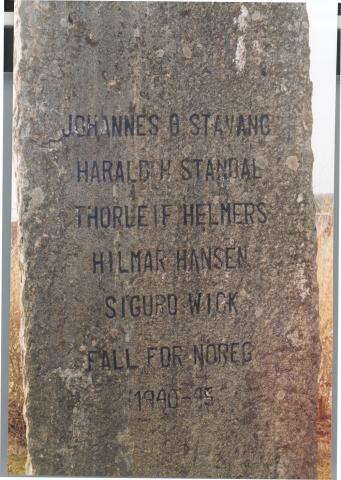 JOHANNES B STAVANG
HARALD H STANDAL
THORLEIF HELMERS
HILMAR HANSEN
SIGURD WICK
FALL FOR NOREG
1940-45